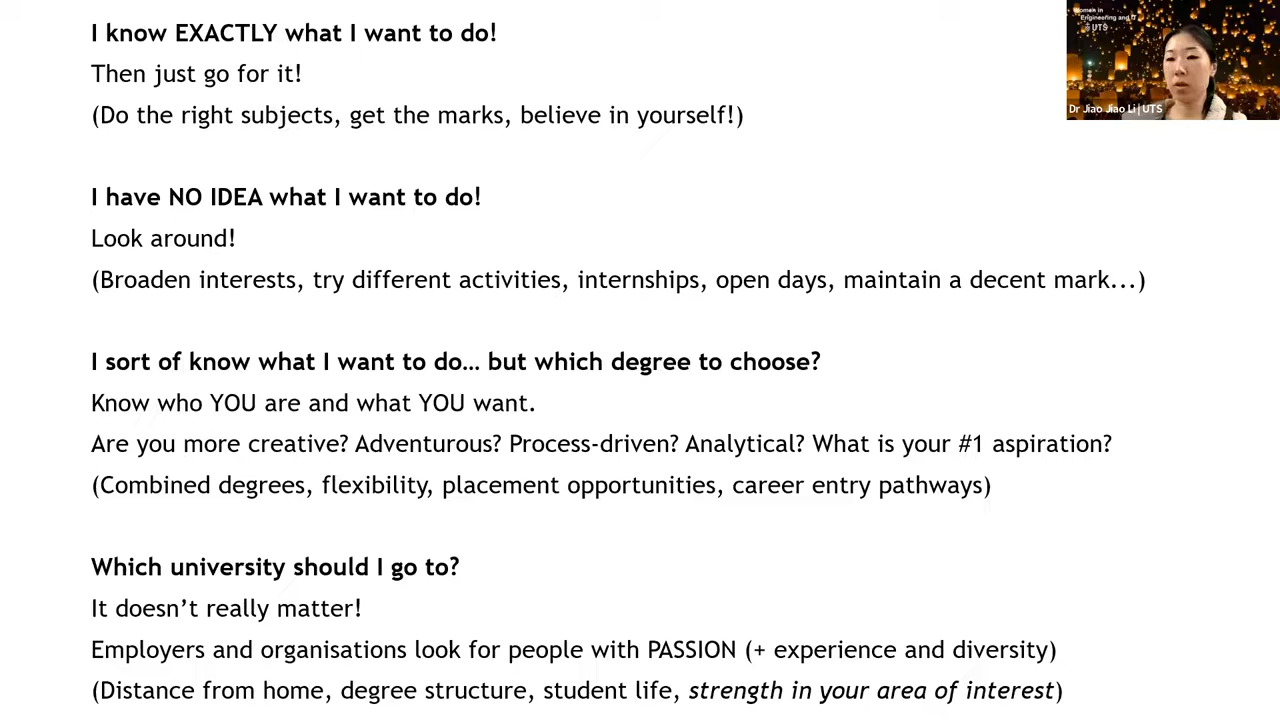 I know EXACTLY what I want to do!
Then just go for it!
(Do the right subjects, get the marks, believe in yourself!)
I have NO IDEA what I want to do!
Look around!
(Broaden interests, try different activities, internships, open days, maintain a decent mark...)
I sort of know what I want to do… but which degree to choose?
Know who YOU are and what YOU want.
Are you more creative? Adventurous? Process-driven? Analytical? What is your #1 aspiration?
(Combined degrees, flexibility, placement opportunities, career entry pathways)
Which university should I go to?
It doesn’t really matter!
Employers and organisations look for people with PASSION (+ experience and diversity)
(Distance from home, degree structure, student life, strength in your area of interest)
Women in
Engineering and IT
UTS
Dr Jiao Jiao Li | UTS